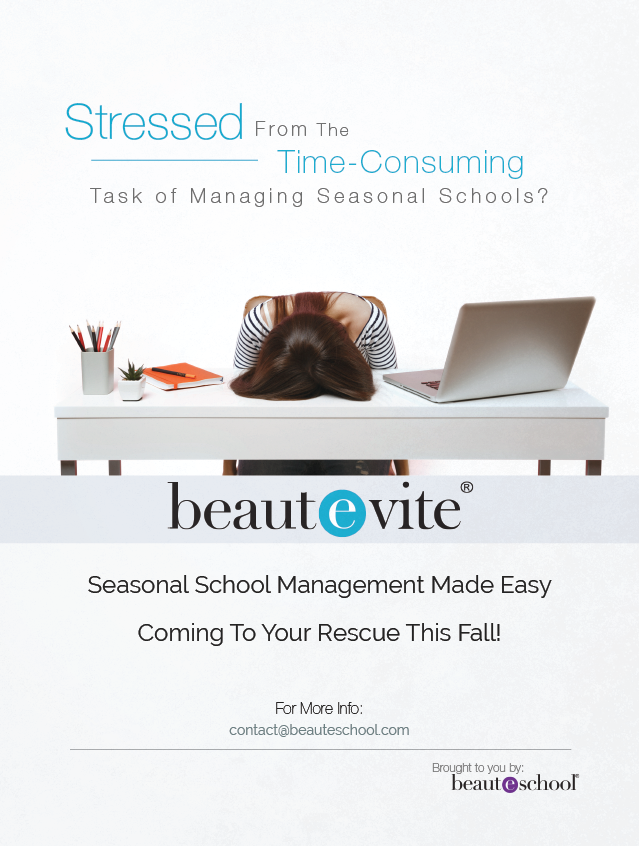 Stressed From The
Time-Consuming
Task of Managing Seasonal Schools?
beautevite®
Seasonal School Management Made Easy
Coming To Your Rescue This Fall!
For More Info:
contact@beauteschool.com
Brought to you by:
beauteschool®